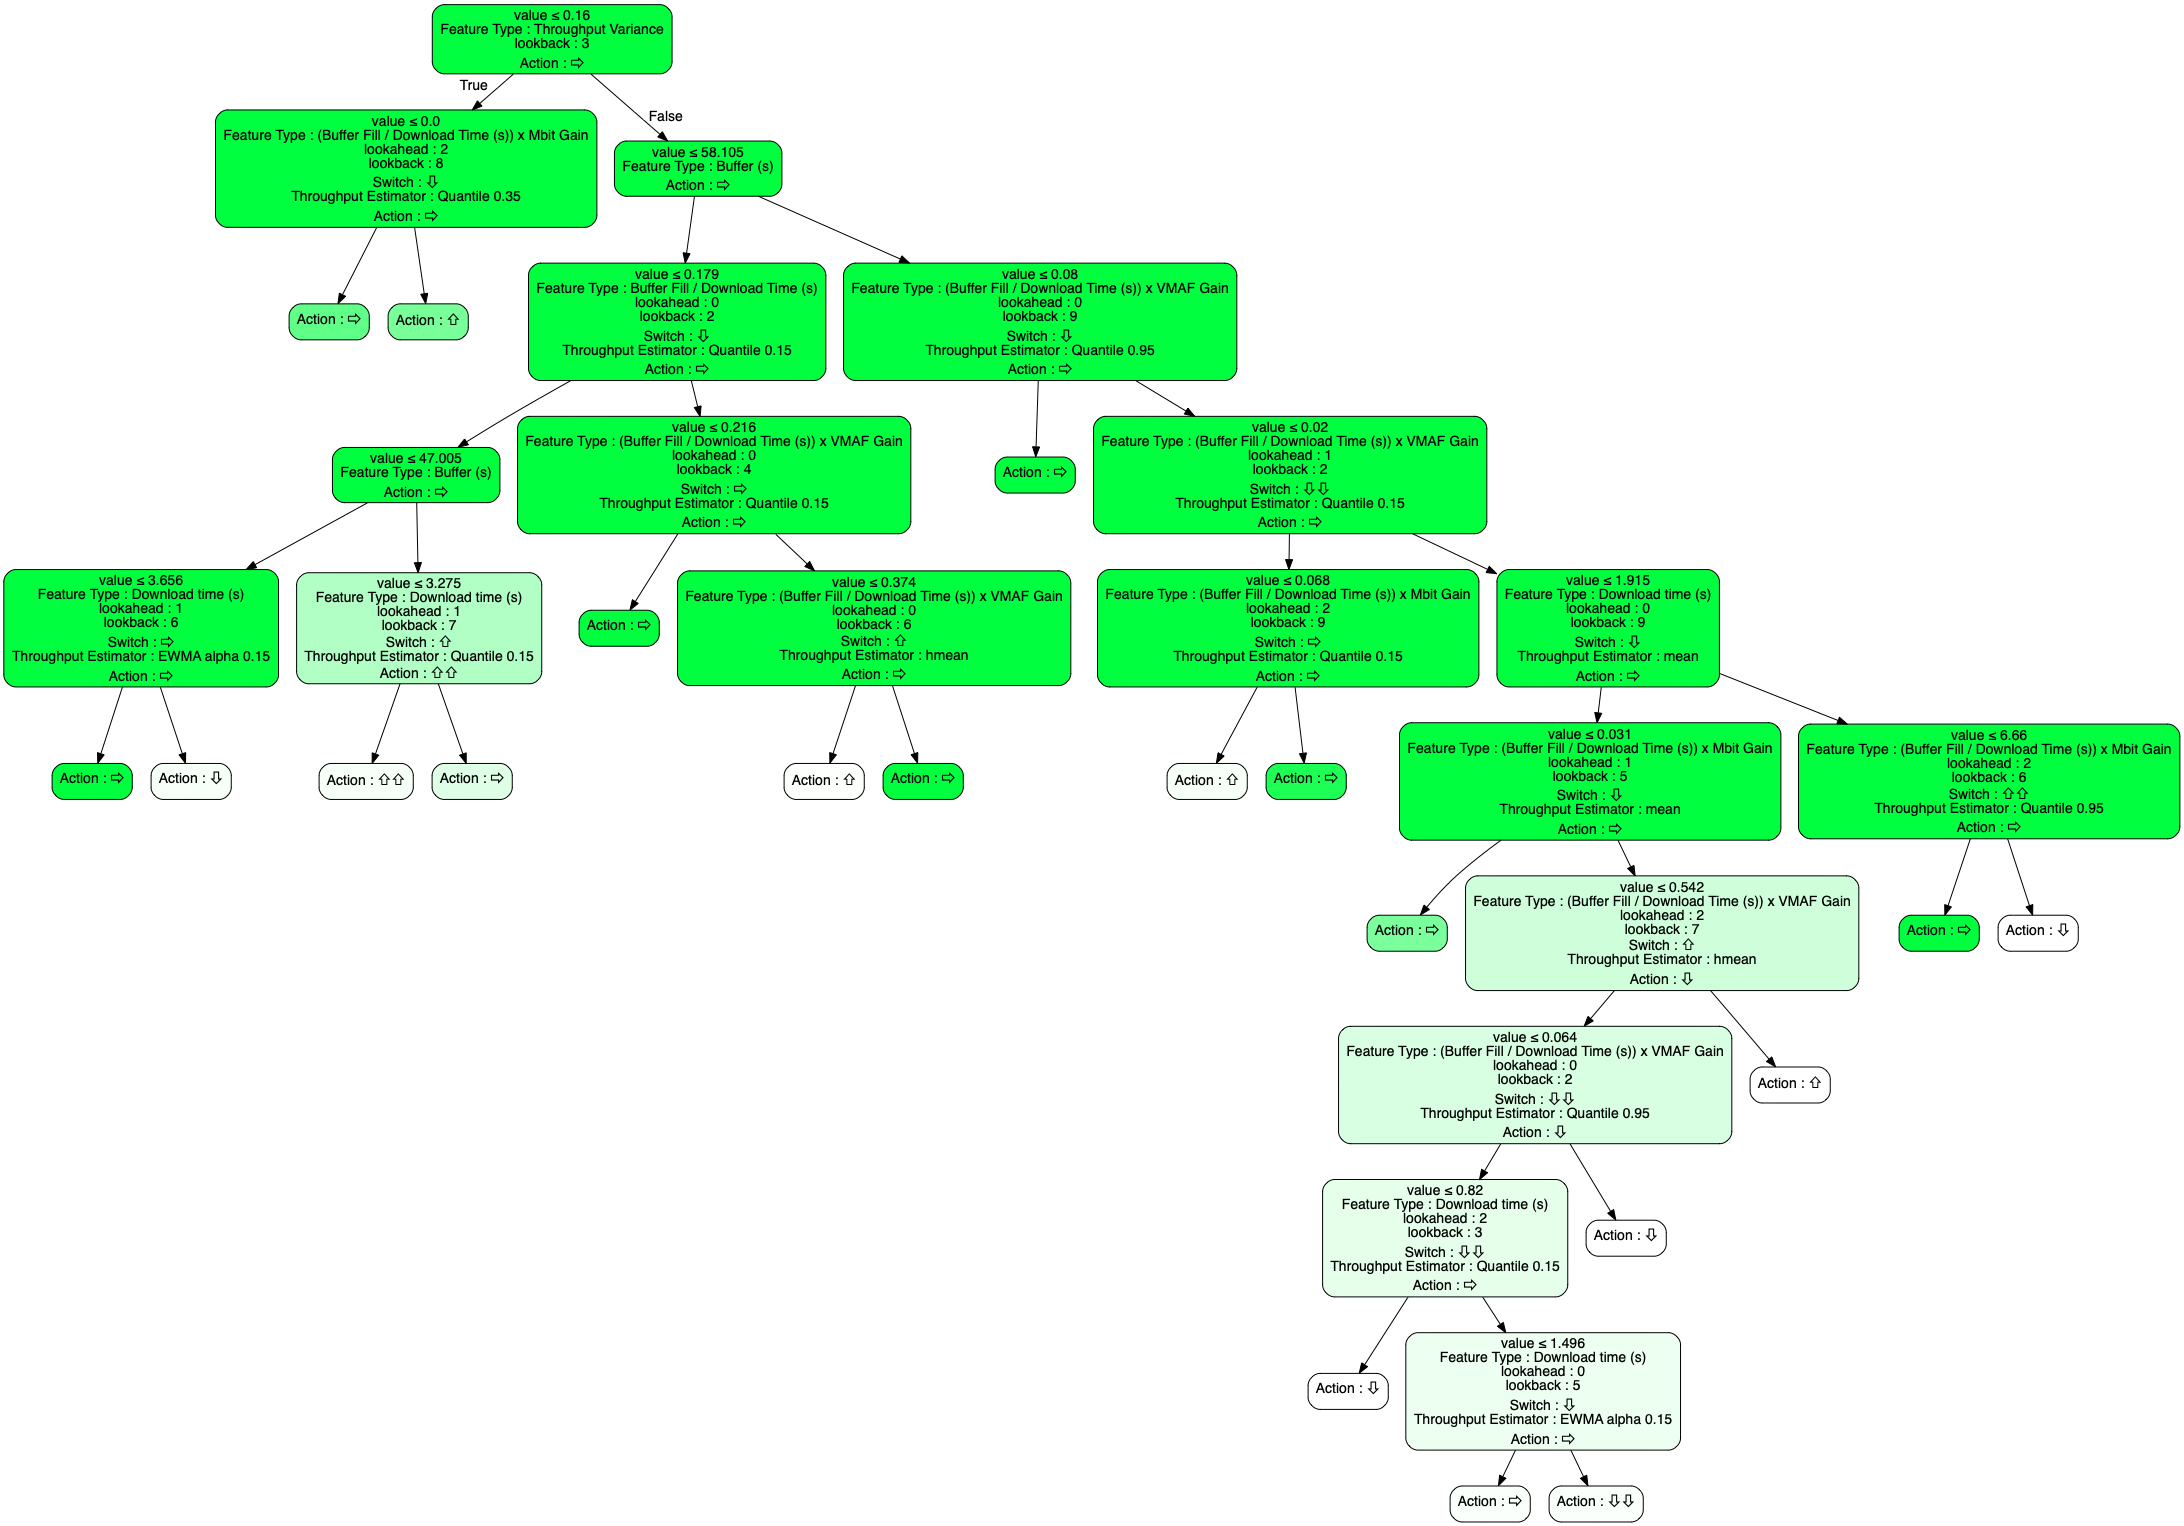 value ≤ 0.16
Feature Type : Throughput Variance
lookback : 3
Action : ⇨
True
False
value ≤ 0.0
Feature Type : (Buffer Fill / Download Time (s)) x Mbit Gain
lookahead : 2
lookback : 8
Switch : ⇩
Throughput Estimator : Quantile 0.35
Action : ⇨
value ≤ 58.105
Feature Type : Buffer (s)
Action : ⇨
Action : ⇨
Action : ⇧
value ≤ 0.179
Feature Type : Buffer Fill / Download Time (s)
lookahead : 0
lookback : 2
Switch : ⇩
Throughput Estimator : Quantile 0.15
Action : ⇨
value ≤ 0.08
Feature Type : (Buffer Fill / Download Time (s)) x VMAF Gain
lookahead : 0
lookback : 9
Switch : ⇩
Throughput Estimator : Quantile 0.95
Action : ⇨
value ≤ 47.005
Feature Type : Buffer (s)
Action : ⇨
value ≤ 0.216
Feature Type : (Buffer Fill / Download Time (s)) x VMAF Gain
lookahead : 0
lookback : 4
Switch : ⇨
Throughput Estimator : Quantile 0.15
Action : ⇨
Action : ⇨
value ≤ 0.02
Feature Type : (Buffer Fill / Download Time (s)) x VMAF Gain
lookahead : 1
lookback : 2
Switch : ⇩⇩
Throughput Estimator : Quantile 0.15
Action : ⇨
value ≤ 3.656
Feature Type : Download time (s)
lookahead : 1
lookback : 6
Switch : ⇨
Throughput Estimator : EWMA alpha 0.15
Action : ⇨
value ≤ 3.275
Feature Type : Download time (s)
lookahead : 1
lookback : 7
Switch : ⇧
Throughput Estimator : Quantile 0.15
Action : ⇧⇧
Action : ⇨
value ≤ 0.374
Feature Type : (Buffer Fill / Download Time (s)) x VMAF Gain
lookahead : 0
lookback : 6
Switch : ⇧
Throughput Estimator : hmean
Action : ⇨
value ≤ 0.068
Feature Type : (Buffer Fill / Download Time (s)) x Mbit Gain
lookahead : 2
lookback : 9
Switch : ⇨
Throughput Estimator : Quantile 0.15
Action : ⇨
value ≤ 1.915
Feature Type : Download time (s)
lookahead : 0
lookback : 9
Switch : ⇩
Throughput Estimator : mean
Action : ⇨
Action : ⇨
Action : ⇩
Action : ⇧⇧
Action : ⇨
Action : ⇧
Action : ⇨
Action : ⇧
Action : ⇨
value ≤ 0.031
Feature Type : (Buffer Fill / Download Time (s)) x Mbit Gain
lookahead : 1
lookback : 5
Switch : ⇩
Throughput Estimator : mean
Action : ⇨
value ≤ 6.66
Feature Type : (Buffer Fill / Download Time (s)) x Mbit Gain
lookahead : 2
lookback : 6
Switch : ⇧⇧
Throughput Estimator : Quantile 0.95
Action : ⇨
Action : ⇨
value ≤ 0.542
Feature Type : (Buffer Fill / Download Time (s)) x VMAF Gain
lookahead : 2
lookback : 7
Switch : ⇧
Throughput Estimator : hmean
Action : ⇩
Action : ⇨
Action : ⇩
value ≤ 0.064
Feature Type : (Buffer Fill / Download Time (s)) x VMAF Gain
lookahead : 0
lookback : 2
Switch : ⇩⇩
Throughput Estimator : Quantile 0.95
Action : ⇩
Action : ⇧
value ≤ 0.82
Feature Type : Download time (s)
lookahead : 2
lookback : 3
Switch : ⇩⇩
Throughput Estimator : Quantile 0.15
Action : ⇨
Action : ⇩
Action : ⇩
value ≤ 1.496
Feature Type : Download time (s)
lookahead : 0
lookback : 5
Switch : ⇩
Throughput Estimator : EWMA alpha 0.15
Action : ⇨
Action : ⇨
Action : ⇩⇩